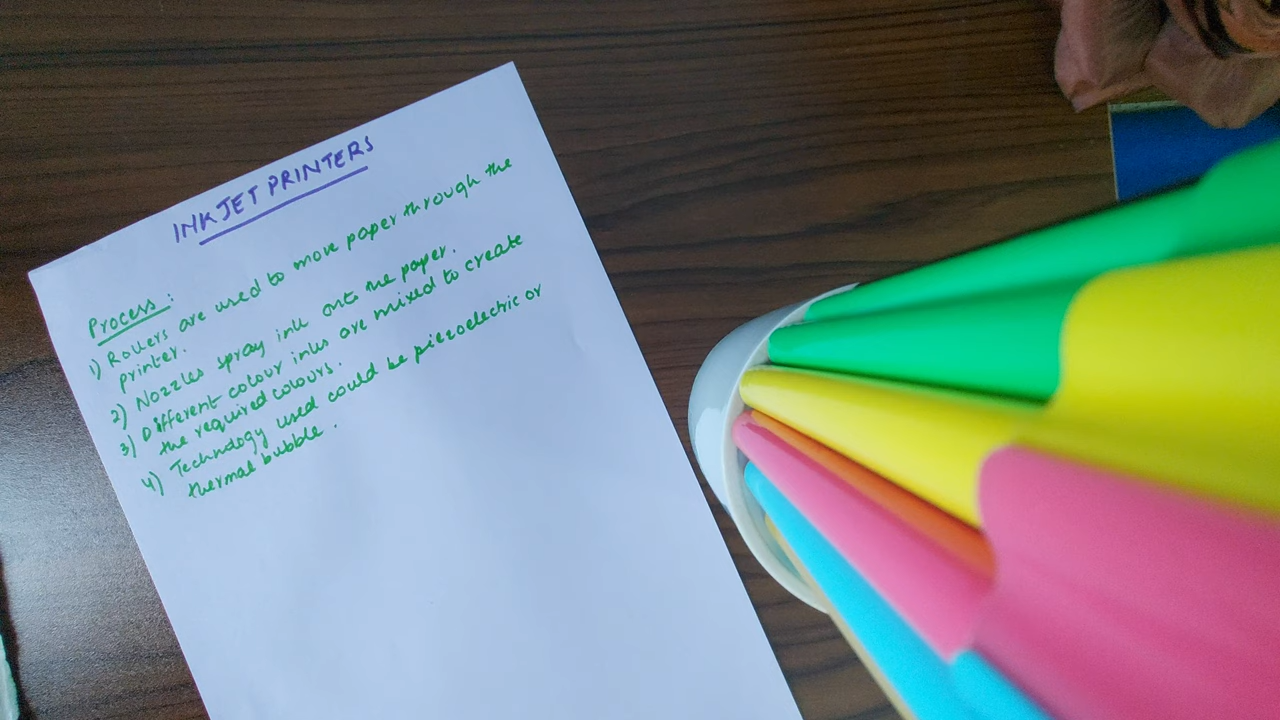 INKJET PRINTERS
Process:
1) Rollers are used to move paper through the
printer.
2) Nozzles spray ink onto the paper.
3) Different colour inks are mixed to create
the required colours.
4) Technology used could be piezoelectric or
thermal bubble.